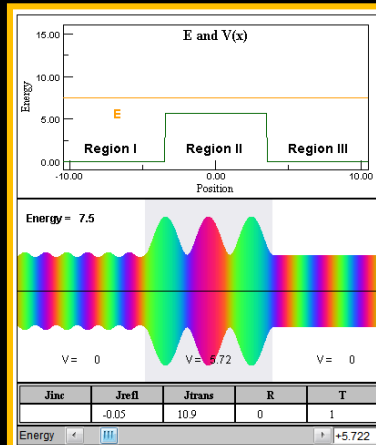 E and V(x)
15.00
10.00
Energy
E
5.00
Region I Region II Region III
0.00
-10.00 0.00 10.00
Position
Energy = 7.5
V = 0 V = 5.72 V = 0
Jinc Jrefl Jtrans R T
-0.05 10.9 0 1
Energy +5.722